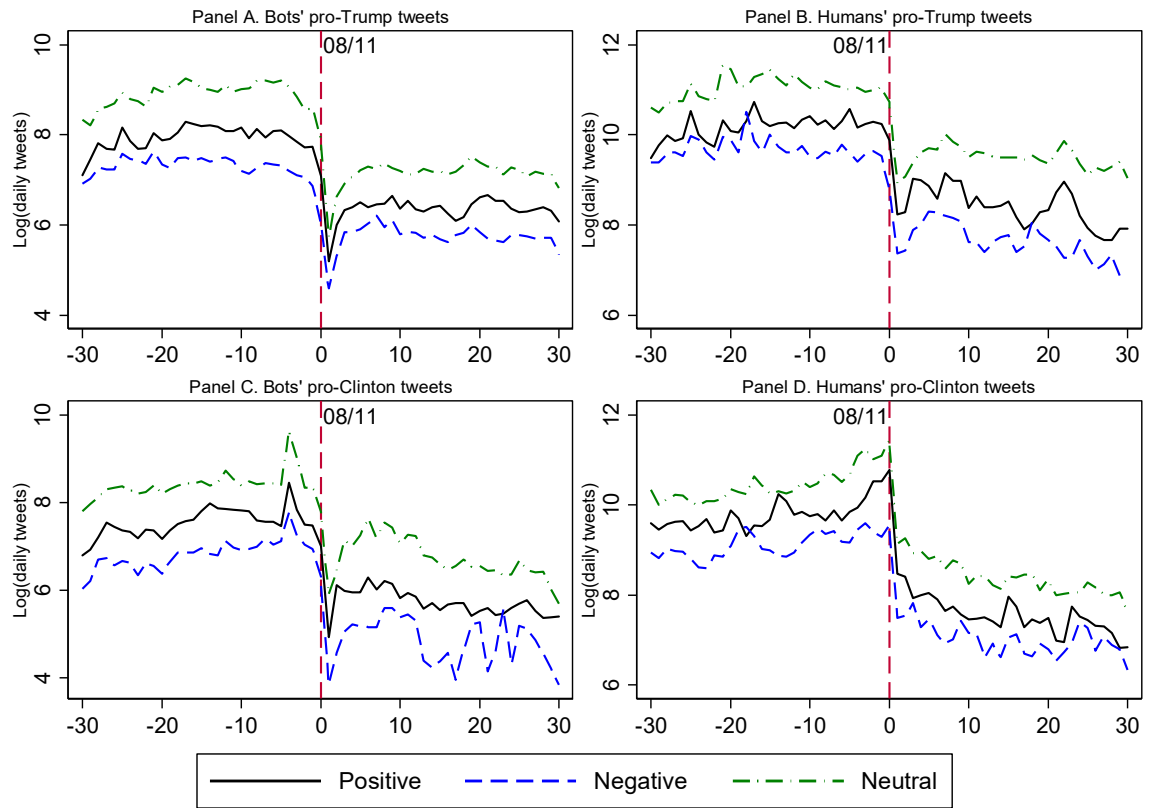 Panel A. Bots' pro-Trump tweets
Log(daily tweets)
10
8
6
4
08/11
-30 -20 -10 0 10 20 30
Panel B. Humans' pro-Trump tweets
Log(daily tweets)
12
10
8
6
08/11
-30 -20 -10 0 10 20 30
Panel C. Bots' pro-Clinton tweets
Log(daily tweets)
10
8
6
4
08/11
-30 -20 -10 0 10 20 30
Panel D. Humans' pro-Clinton tweets
Log(daily tweets)
12
10
8
6
08/11
-30 -20 -10 0 10 20 30
Positive Negative Neutral